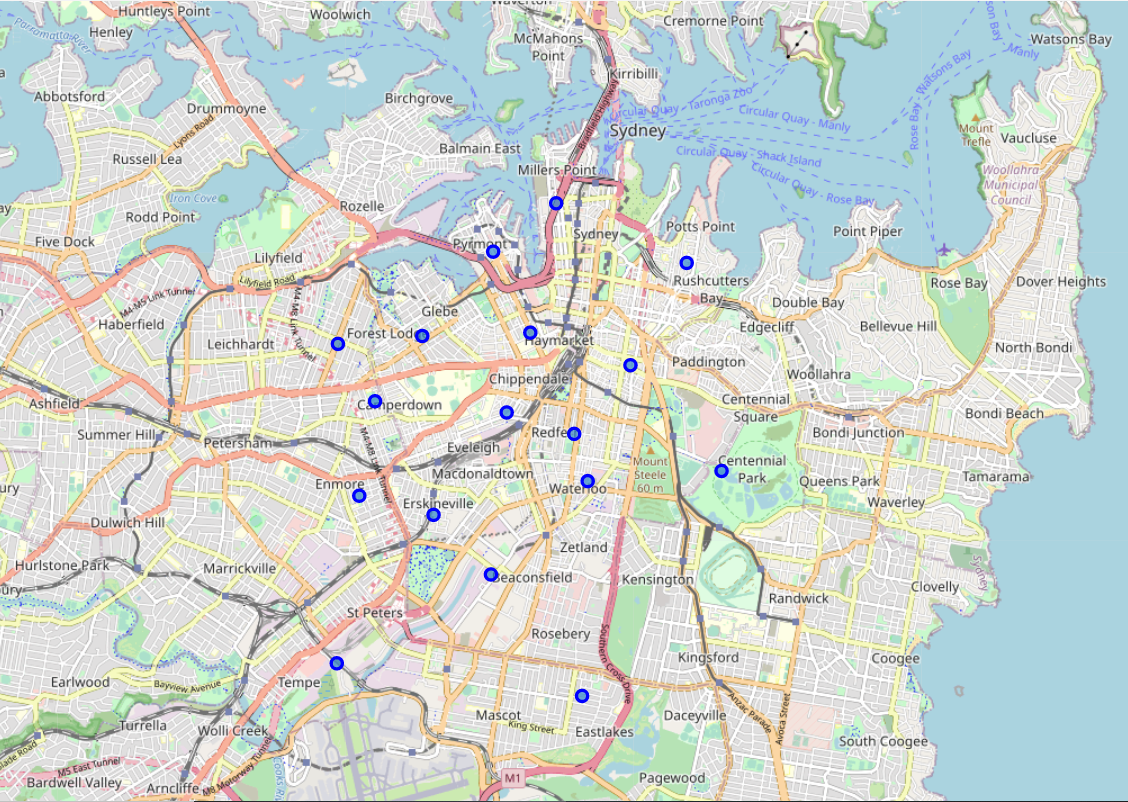 Huntleys Point
Woolwich
Waverton
Cremorne Point
Henley
McMahons
Point
Watsons Bay
Parramatta River
Kirribilli
Abbotsford
Birchgrove
Drummoyne
Circular Quay - Taronga Zoo
Circular Quay - Manly
Rose Bay - Watsons Bay
Bradfield Highway
Sydney
Lyons Road
Mount
Trefle
Vaucluse
Balmain East
Russell Lea
Circular Quay - Shark Island
Millers Point
Woollahra
Municipal
Council
Circular Quay - Rose Bay
Iron Cove
Rozelle
Rodd Point
Potts Point
Point Piper
Sydney
Five Dock
Pyrmont
Lilyfield
Lilyfield Road
Rushcutters
Bay
Rose Bay
Dover Heights
M4-M5 Link Tunnel
M4-M8 Link Tunnel
Double Bay
Glebe
Haberfield
Edgecliff
Bellevue Hill
Forest Lodge
Leichhardt
Haymarket
North Bondi
Paddington
Chippendale
Woollahra
Ashfield
Camperdown
Centennial
Square
Bondi Beach
Summer Hill
Petersham
Redfern
Bondi Junction
Eveleigh
Mount
Steele
60 m
Centennial
Park
M4-M8 Link Tunnel
Macdonaldtown
Enmore
Waterloo
Queens Park
Tamarama
Erskineville
Waverley
Dulwich Hill
Zetland
Hurlstone Park
Marrickville
Beaconsfield
Kensington
Sydney
Clovelly
Randwick
St Peters
Rosebery
Southern Cross Drive
Kingsford
Coogee
Earlwood
Bayview Avenue
Tempe
Anzac Parade
Avoca Street
Turrella
Wolli Creek
Mascot
King Street
Daceyville
Eastlakes
South Coogee
M5 East Tunnel
M8 Motorway Tunnel
Bardwell Valley
Arncliffe
M1
Pagewood